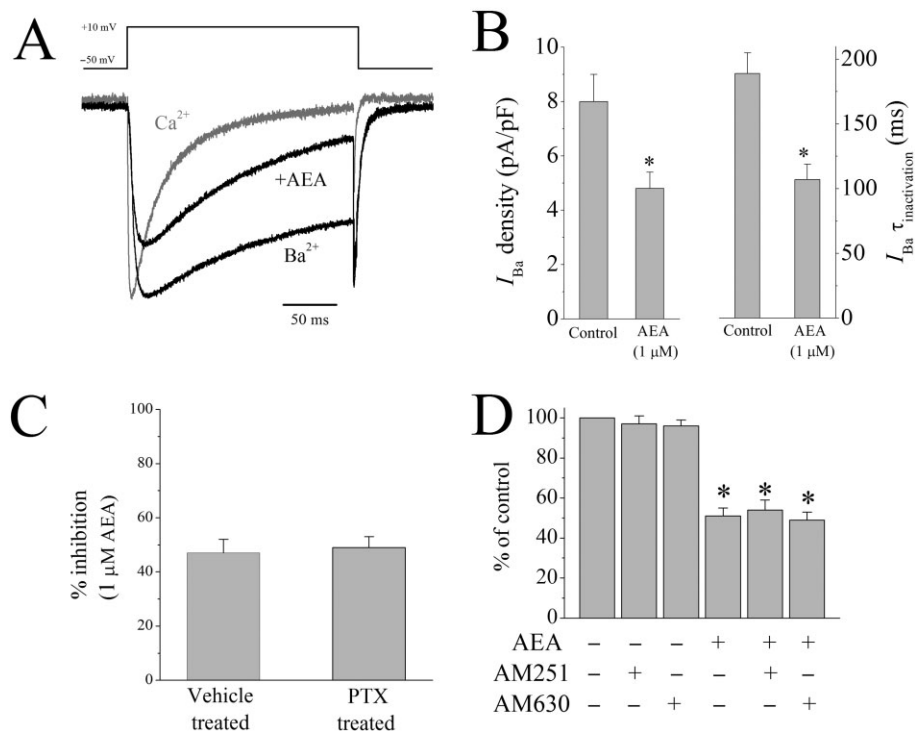 A
+10 mV
−50 mV
Ca2+
+AEA
Ba2+
50 ms
B
IBa density (pA/pF)
10
8
6
4
2
0
*
Control
AEA
(1 μM)
*
Control
AEA
(1 μM)
200
150
100
50
0
IBa τinactivation (ms)
C
% inhibition
(1 μM AEA)
100
80
60
40
20
0
Vehicle
treated
PTX
treated
D
% of control
100
80
60
40
20
0
* * *
AEA − − − + + +
AM251 − + − − + −
AM630 − − + − − +